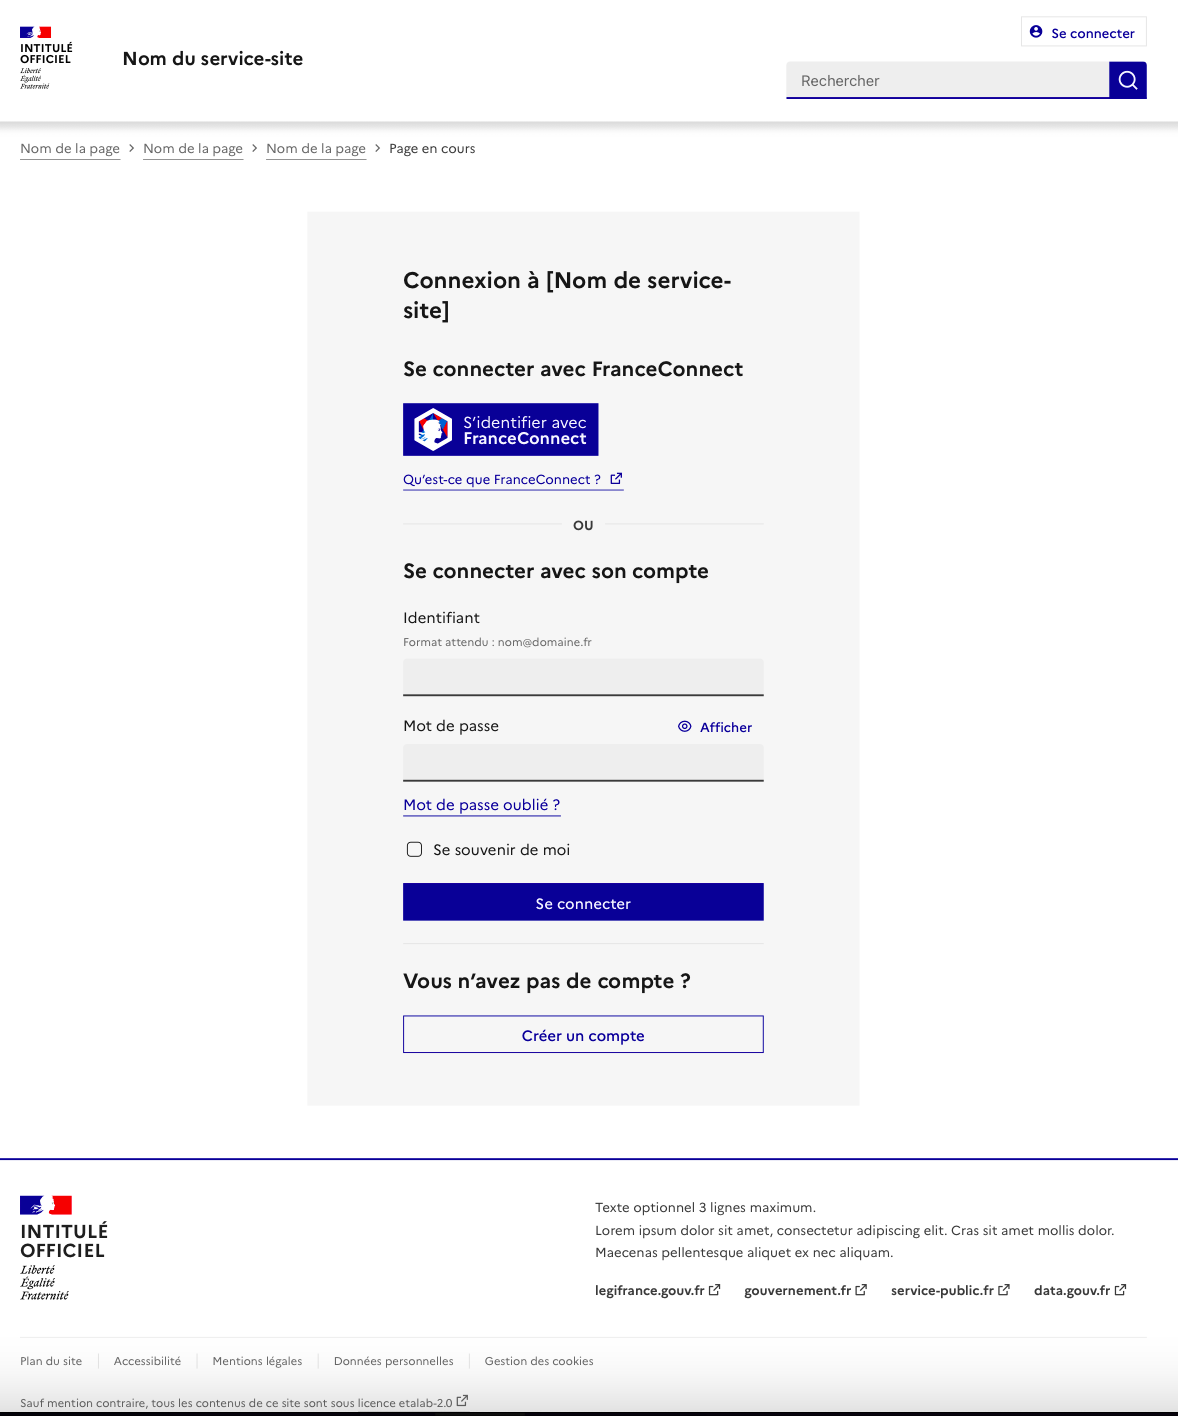 INTITULÉ
OFFICIEL
Liberté
Égalité
Fraternité
Nom du service-site
Se connecter
Rechercher
Nom de la page > Nom de la page > Nom de la page > Page en cours
Connexion à [Nom de service-
site]
Se connecter avec FranceConnect
S’identifier avec
FranceConnect
Qu’est-ce que FranceConnect ?
OU
Se connecter avec son compte
Identifiant
Format attendu : nom@domaine.fr
Mot de passe
Afficher
Mot de passe oublié ?
Se souvenir de moi
Se connecter
Vous n’avez pas de compte ?
Créer un compte
INTITULÉ
OFFICIEL
Liberté
Égalité
Fraternité
Texte optionnel 3 lignes maximum.
Lorem ipsum dolor sit amet, consectetur adipiscing elit. Cras sit amet mollis dolor.
Maecenas pellentesque aliquet ex nec aliquam.
legifrance.gouv.fr gouvernement.fr service-public.fr data.gouv.fr
Plan du site Accessibilité Mentions légales Données personnelles Gestion des cookies
Sauf mention contraire, tous les contenus de ce site sont sous licence etalab-2.0